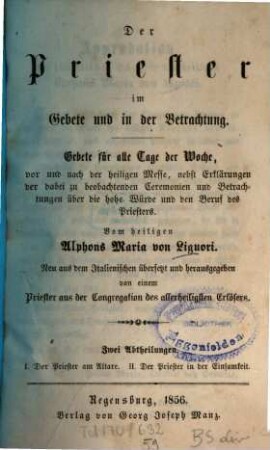 Der
Priester
im
Gebete und in der Betrachtung.
Gebete für alle Tage der Woche,
vor und nach der heiligen Messe, nebst Erklärungen
der dabei zu beobachtenden Ceremonien und Betrach-
tungen über die hohe Würde und den Beruf des
Priesters.
Vom heiligen
Alphons Maria von Liguori.
Neu aus dem Italienischen übersetzt und herausgegeben
von einem
Priester aus der Congregation des allerheiligsten Erlösers.
BIBLIOTHEK
Eggenfelden
Zwei Abtheilungen.
I. Der Priester am Altare. II. Der Priester in der Einsamkeit.
Regensburg, 1856.
Verlag von Georg Joseph Manz.